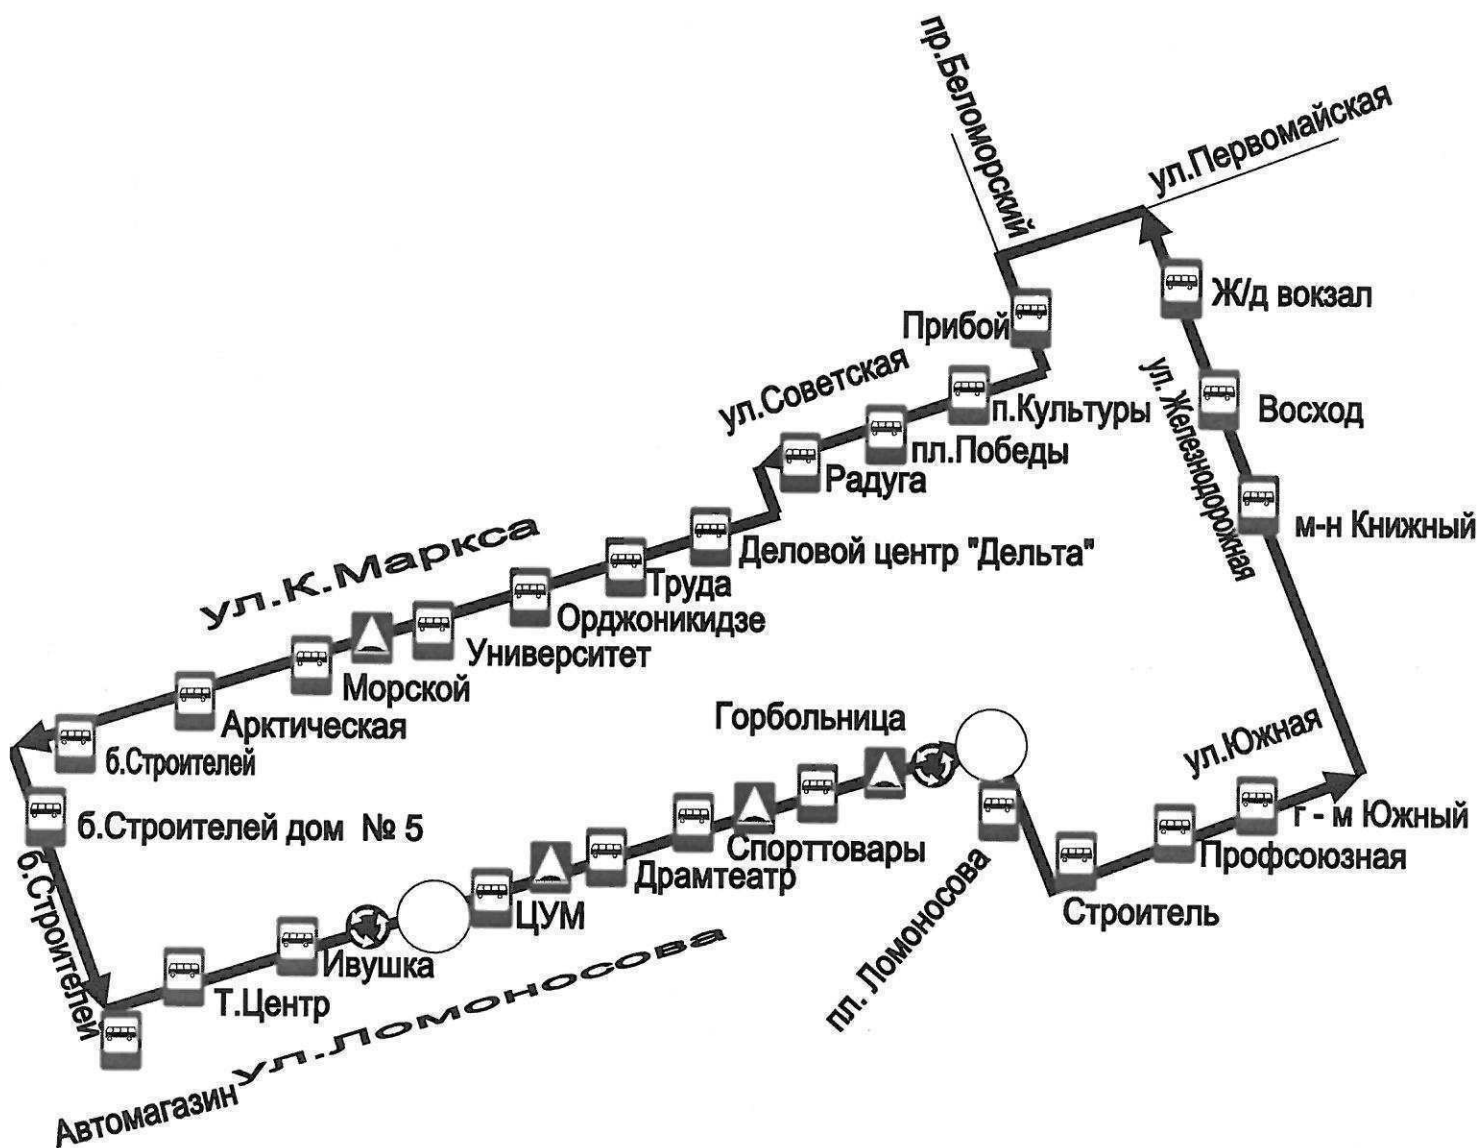 пр.Беломорский
ул.Первомайская
Ж/д вокзал
Прибой
ул.Советская
ул. Железнодорожная
Восход
п.Культуры
пл.Победы
Радуга
м-н Книжный
ул.К.Маркса
Деловой центр "Дельта"
Труда
Орджоникидзе
Университет
Морской
Арктическая
б.Строителей
Горбольница
ул.Южная
б.Строителей дом № 5
г - м Южный
Профсоюзная
Спорттовары
Драмтеатр
б.Строителей
ЦУМ
пл. Ломоносова
Строитель
Ивушка
Т.Центр
ул.Ломоносова
Автомагазин